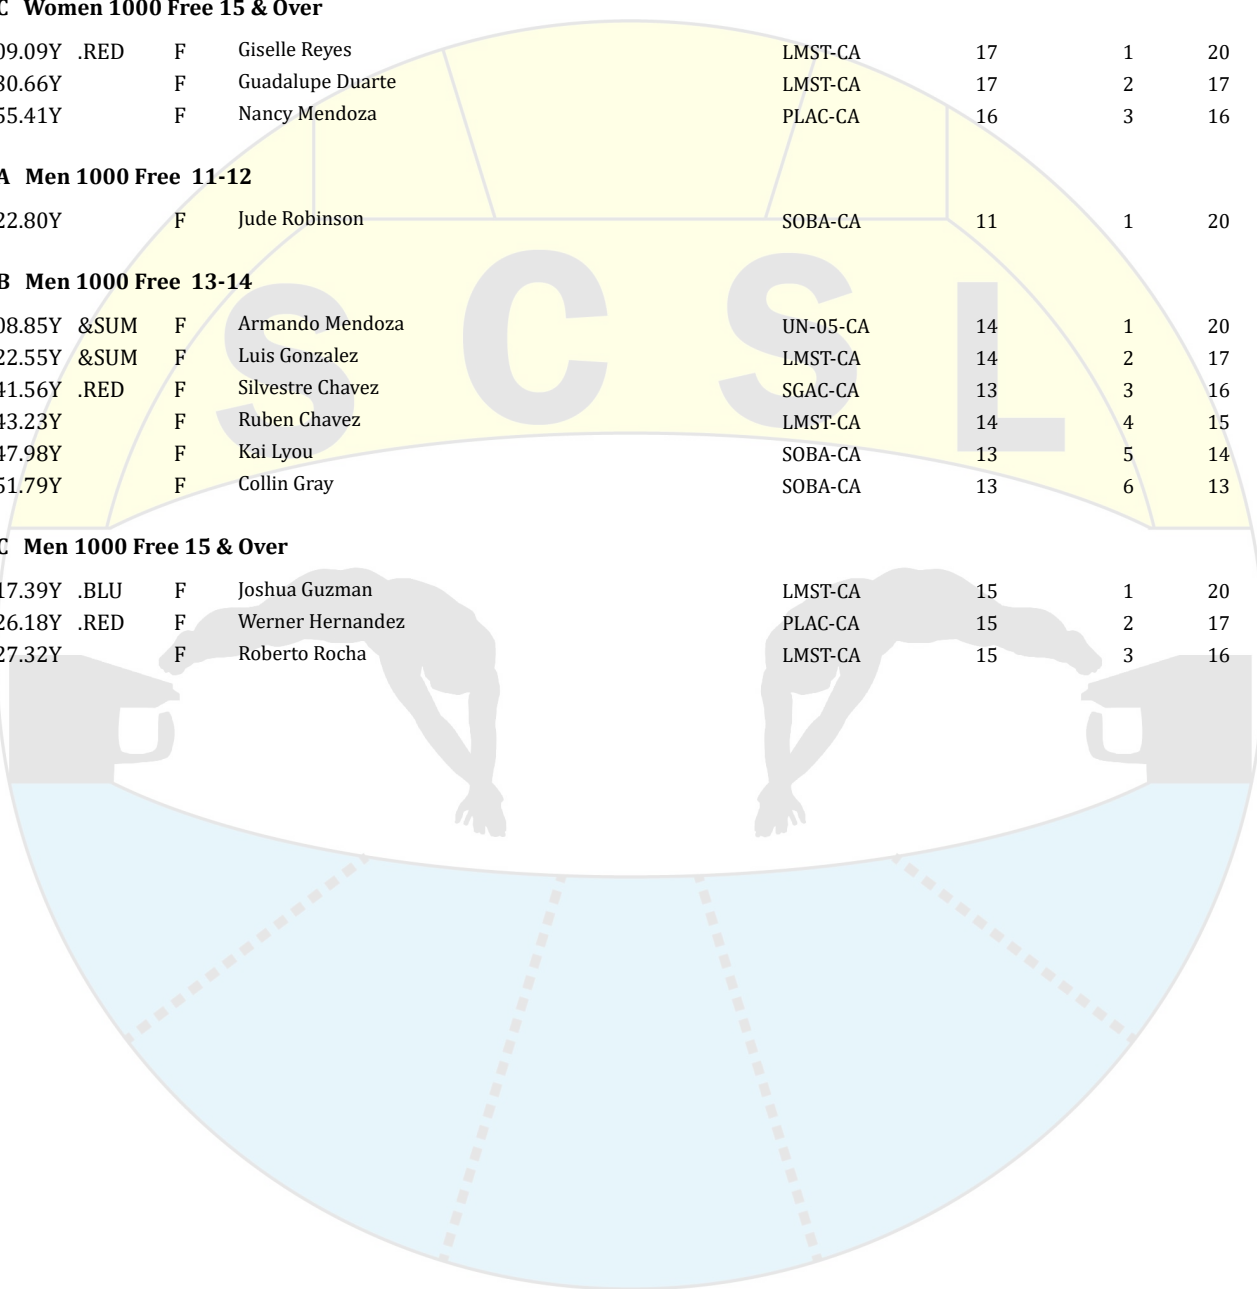 C Women 1000 Free 15 & Over
09.09Y .RED F Giselle Reyes LMST-CA 17 1 20
30.66Y F Guadalupe Duarte LMST-CA 17 2 17
55.41Y F Nancy Mendoza PLAC-CA 16 3 16
A Men 1000 Free 11-12
22.80Y F Jude Robinson SOBA-CA 11 1 20
B Men 1000 Free 13-14
08.85Y &SUM F Armando Mendoza UN-05-CA 14 1 20
22.55Y &SUM F Luis Gonzalez LMST-CA 14 2 17
41.56Y .RED F Silvestre Chavez SGAC-CA 13 3 16
43.23Y F Ruben Chavez LMST-CA 14 4 15
47.98Y F Kai Lyou SOBA-CA 13 5 14
51.79Y F Collin Gray SOBA-CA 13 6 13
C Men 1000 Free 15 & Over
17.39Y .BLU F Joshua Guzman LMST-CA 15 1 20
26.18Y .RED F Werner Hernandez PLAC-CA 15 2 17
27.32Y F Roberto Rocha LMST-CA 15 3 16
S C S L